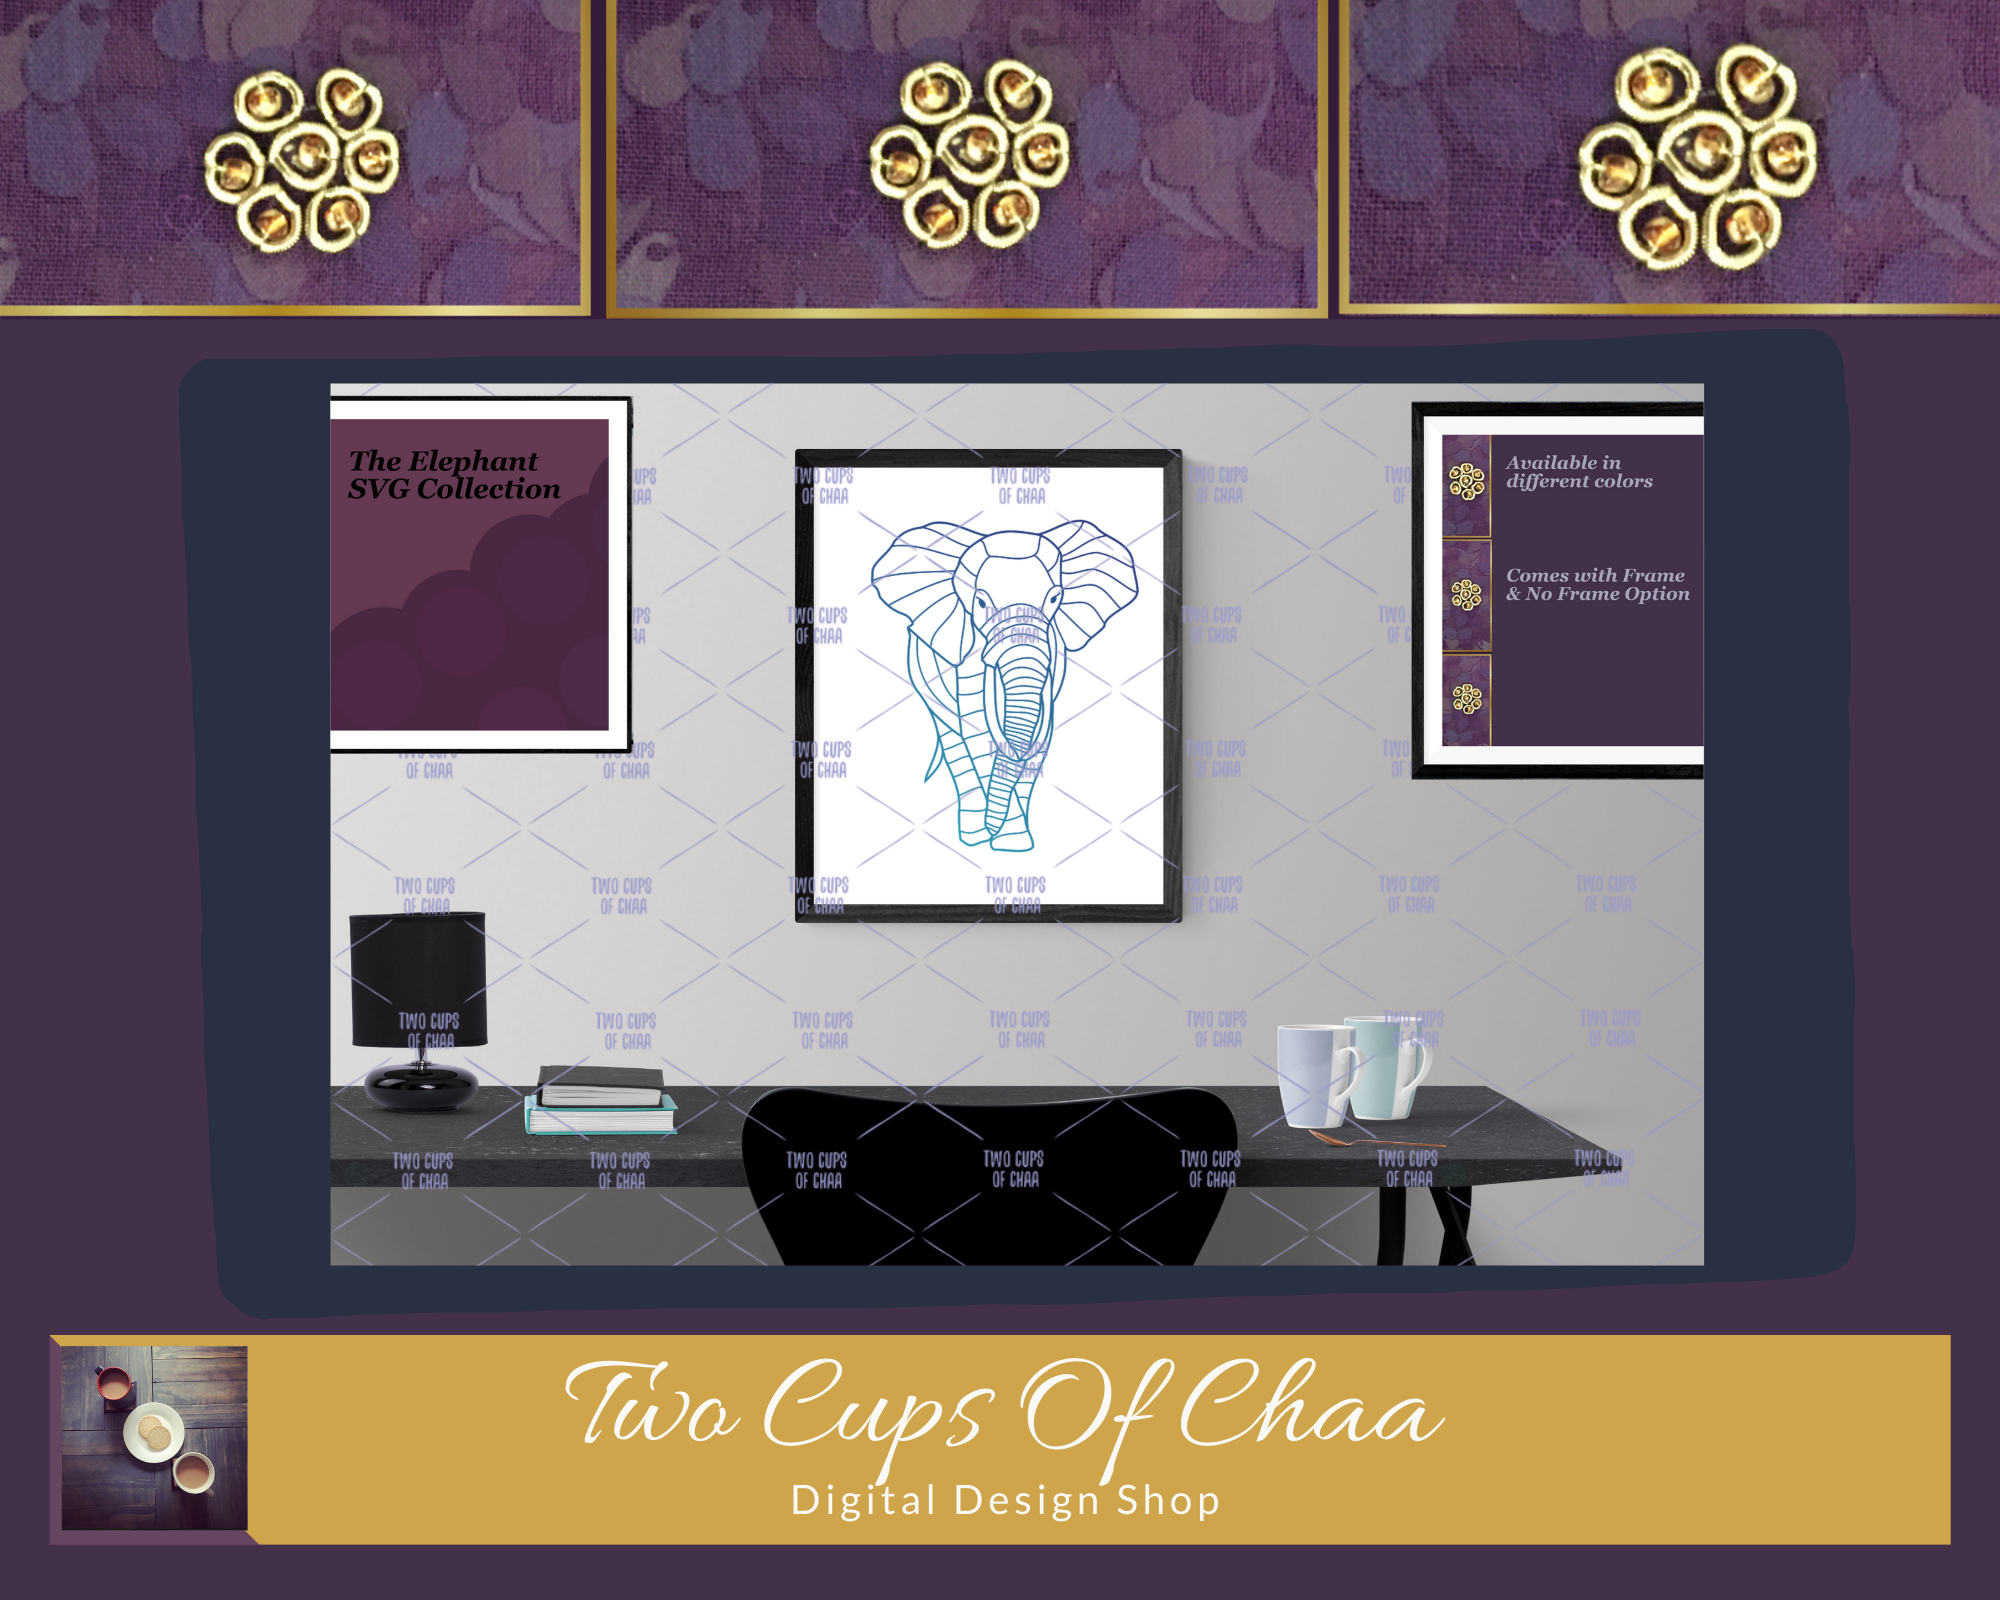 The Elephant
SVG Collection
Available in
different colors
Comes with Frame
& No Frame Option
TWO CUPS
OF CHAA
Two Cups Of Chaa
Digital Design Shop